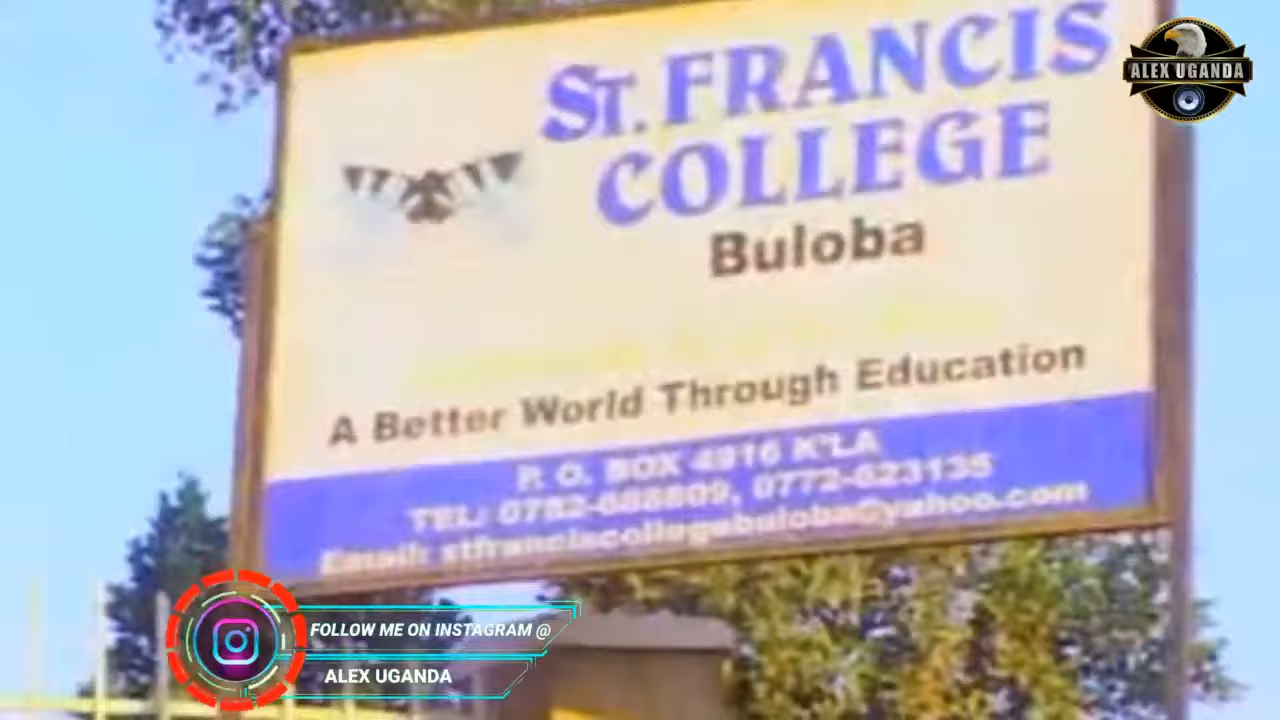 ST. FRANCIS
COLLEGE
Buloba
A Better World Through Education
P. O. BOX 4916 K'LA
TEL: 0782-688809, 0772-623135
Email: stfranciscollegebuloba@yahoo.com
ALEX UGANDA
FOLLOW ME ON INSTAGRAM @
ALEX UGANDA